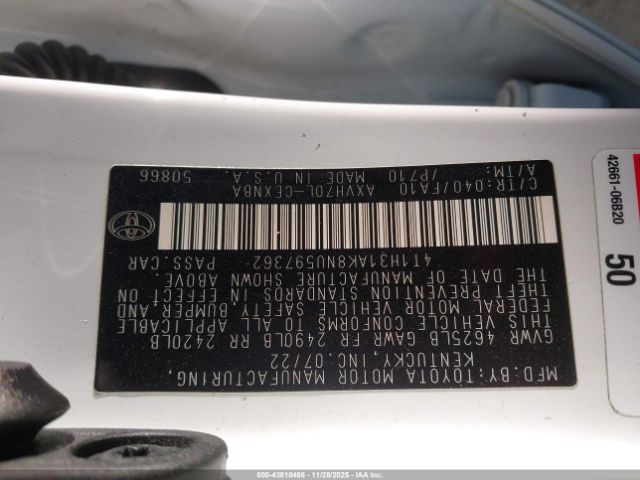 MFD.BY:TOYOTA MOTOR MANUFACTURING,
KENTUCKY, INC. 07/22
GVWR 4625LB GAWR FR 2490LB RR 2420LB
THIS VEHICLE CONFORMS TO ALL APPLICABLE
FEDERAL MOTOR VEHICLE SAFETY, BUMPER AND
THEFT PREVENTION STANDARDS IN EFFECT ON
THE DATE OF MANUFACTURE SHOWN ABOVE.
4T1H31AK8NU597362 PASS.CAR
C/TR:040/FA10 AXVH70L-CEXNBA
A/TM: /P710 MADE IN U.S.A. 50866
42661-06B20
50
000-43810486 | 11/28/2025 - COPART